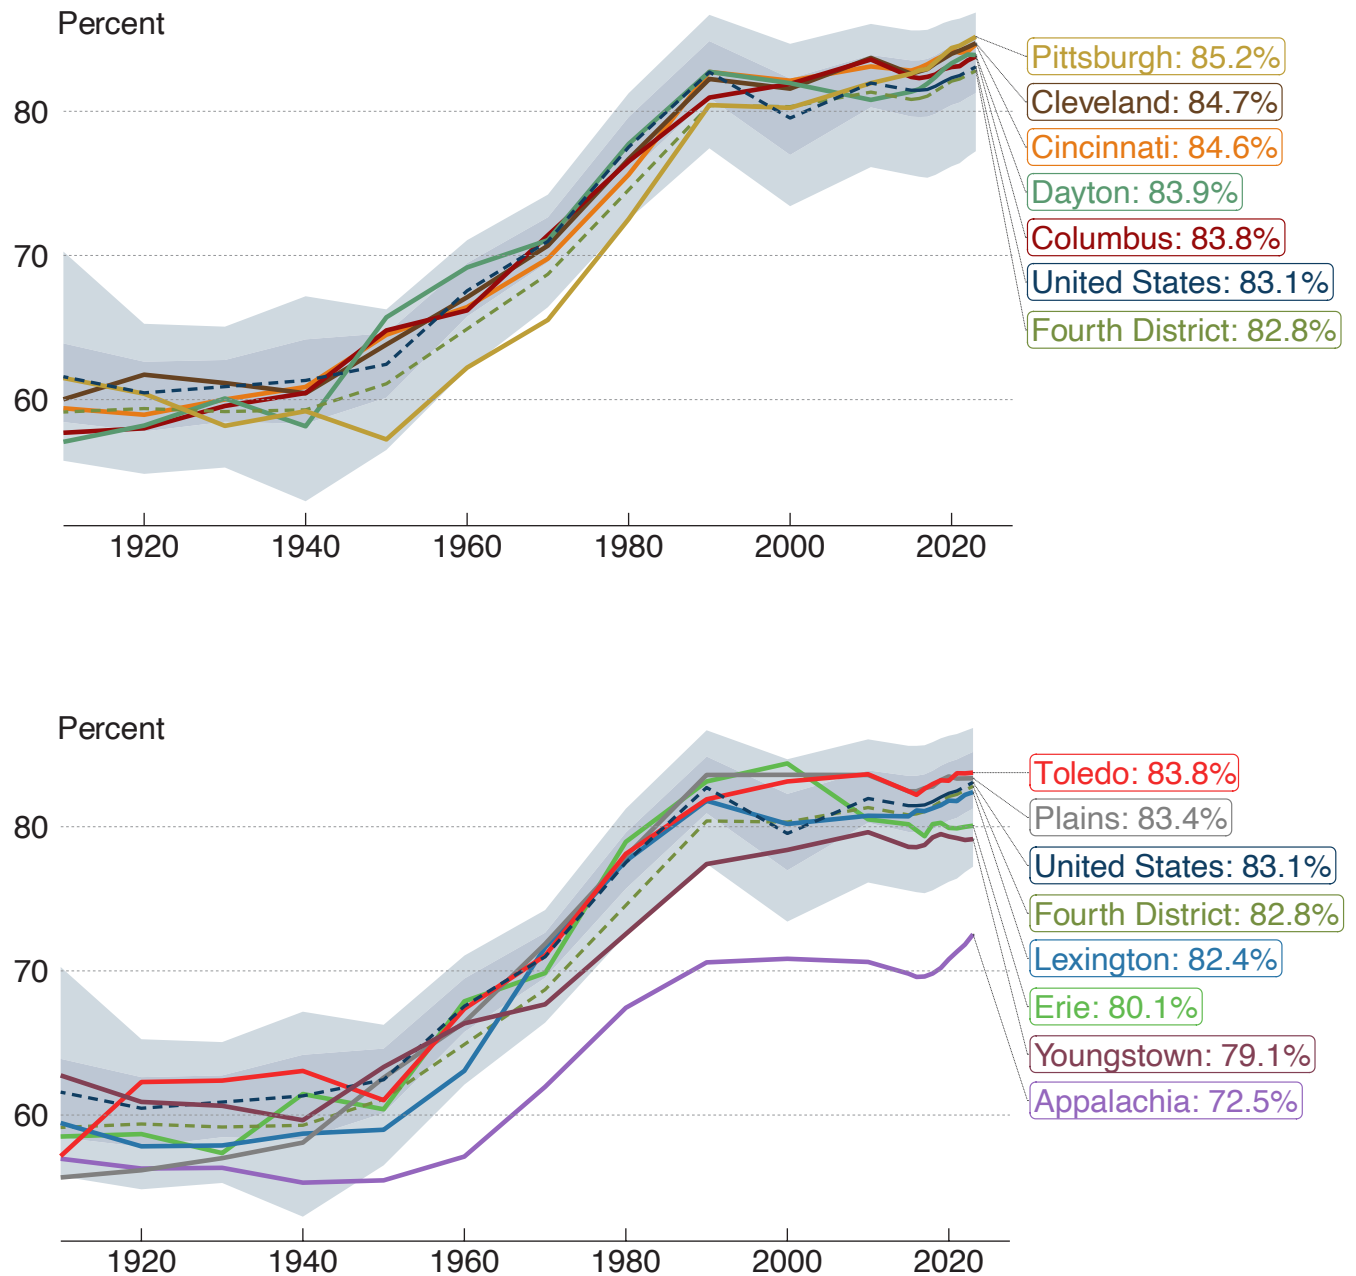 Percent
Pittsburgh: 85.2%
80
Cleveland: 84.7%
Cincinnati: 84.6%
Dayton: 83.9%
Columbus: 83.8%
70
United States: 83.1%
Fourth District: 82.8%
60
1920 1940 1960 1980 2000 2020
Percent
Toledo: 83.8%
Plains: 83.4%
80
United States: 83.1%
Fourth District: 82.8%
Lexington: 82.4%
70
Erie: 80.1%
Youngstown: 79.1%
Appalachia: 72.5%
60
1920 1940 1960 1980 2000 2020